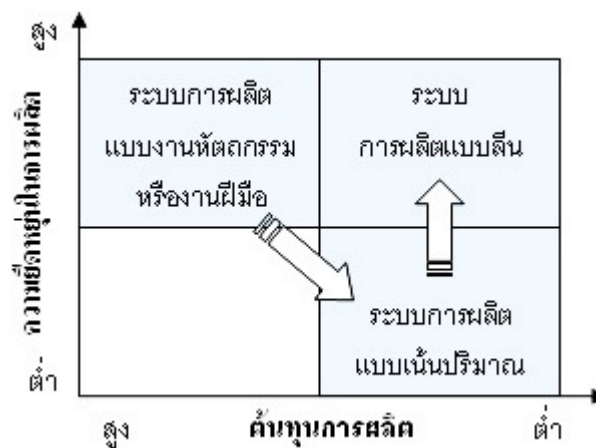 สูง
ความยืดหยุ่นในการผลิต
ต่ำ
ระบบการผลิต
แบบงานหัตถกรรม
หรืองานฝีมือ
ระบบ
การผลิตแบบลีน
ระบบการผลิต
แบบเน้นปริมาณ
สูง
ต้นทุนการผลิต
ต่ำ